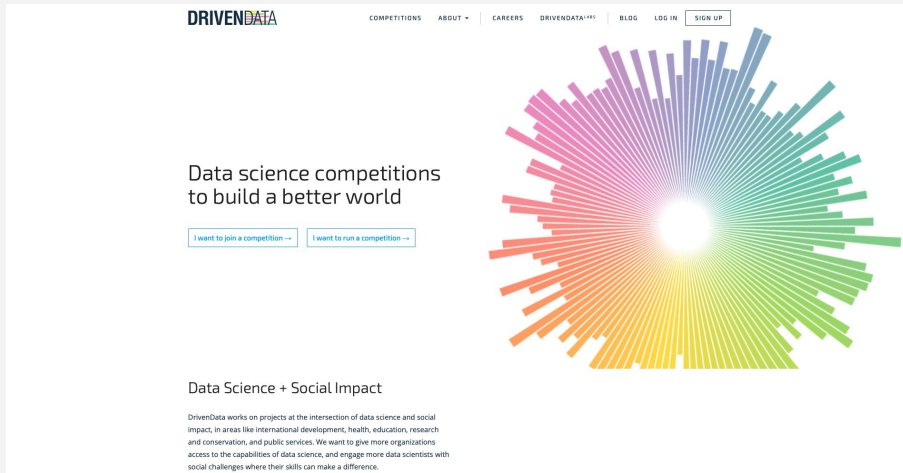 DRIVENDATA
COMPETITIONS ABOUT CAREERS DRIVENDATALABS BLOG LOG IN SIGN UP
Data science competitions
to build a better world
I want to join a competition → I want to run a competition →
Data Science + Social Impact
DrivenData works on projects at the intersection of data science and social
impact, in areas like international development, health, education, research
and conservation, and public services. We want to give more organizations
access to the capabilities of data science, and engage more data scientists with
social challenges where their skills can make a difference.